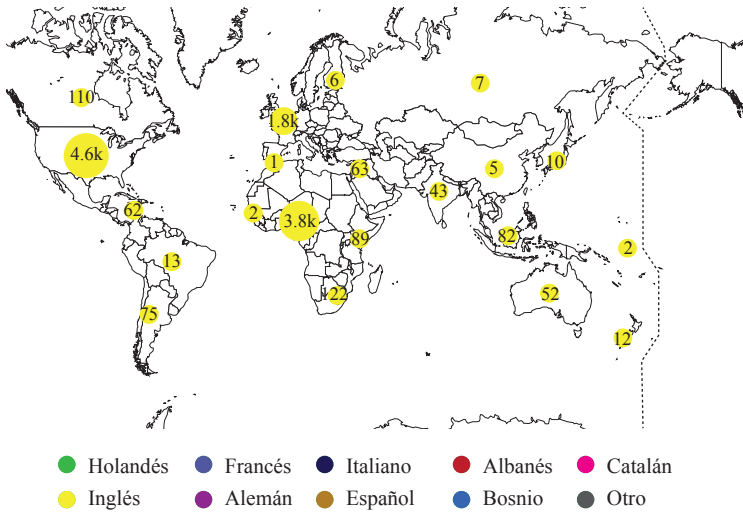 6
7
110
1.8k
4.6k
1
63
5
10
43
62
2
3.8k
89
82
2
13
122
52
75
12
Holandés
Francés
Italiano
Albanés
Catalán
Inglés
Alemán
Español
Bosnio
Otro